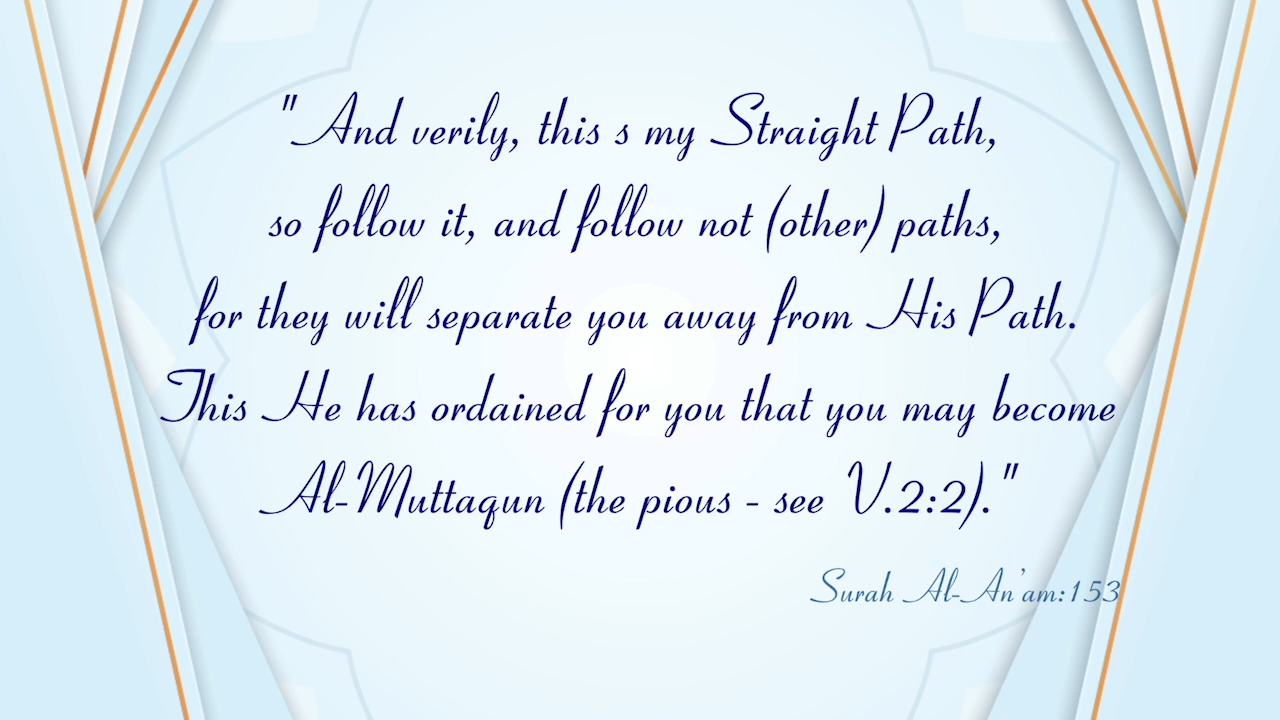 "And verily, this s my Straight Path,
so follow it, and follow not (other) paths,
for they will separate you away from His Path.
This He has ordained for you that you may become
Al-Muttaqun (the pious - see V.2:2)."
Surah Al-An'am:153